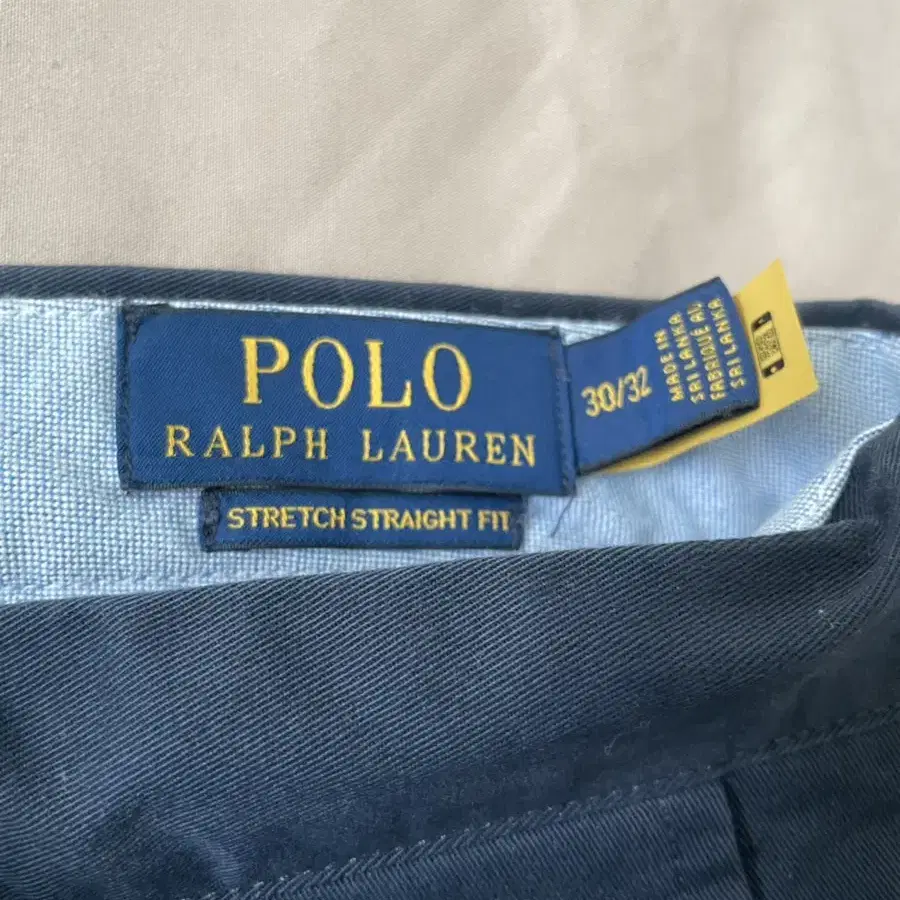 POLO
RALPH LAUREN
STRETCH STRAIGHT FIT
30/32
MADE IN
SRI LANKA
FABRIQUÉ AU
SRI LANKA